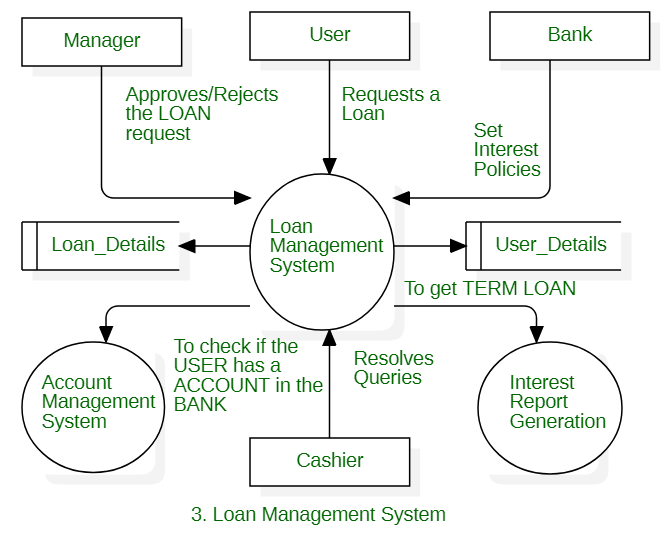 Manager
User
Bank
Approves/Rejects
the LOAN
request
Requests a
Loan
Set
Interest
Policies
Loan_Details
Loan
Management
System
User_Details
To get TERM LOAN
To check if the
USER has a
ACCOUNT in the
BANK
Resolves
Queries
Account
Management
System
Interest
Report
Generation
Cashier
3. Loan Management System